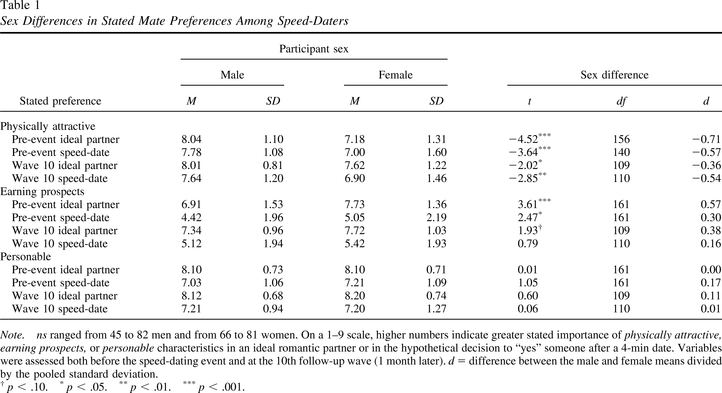 Table 1
Sex Differences in Stated Mate Preferences Among Speed-Daters
Participant sex
Male Female Sex difference
Stated preference M SD M SD t df d
Physically attractive
Pre-event ideal partner 8.04 1.10 7.18 1.31 −4.52*** 156 −0.71
Pre-event speed-date 7.78 1.08 7.00 1.60 −3.64*** 140 −0.57
Wave 10 ideal partner 8.01 0.81 7.62 1.22 −2.02* 109 −0.36
Wave 10 speed-date 7.64 1.20 6.90 1.46 −2.85** 110 −0.54
Earning prospects
Pre-event ideal partner 6.91 1.53 7.73 1.36 3.61*** 161 0.57
Pre-event speed-date 4.42 1.96 5.05 2.19 2.47* 161 0.30
Wave 10 ideal partner 7.34 0.96 7.72 1.03 1.93† 109 0.38
Wave 10 speed-date 5.12 1.94 5.42 1.93 0.79 110 0.16
Personable
Pre-event ideal partner 8.10 0.73 8.10 0.71 0.01 161 0.00
Pre-event speed-date 7.03 1.06 7.21 1.09 1.05 161 0.17
Wave 10 ideal partner 8.12 0.68 8.20 0.74 0.60 109 0.11
Wave 10 speed-date 7.21 0.94 7.20 1.27 0.06 110 0.01
Note. ns ranged from 45 to 82 men and from 66 to 81 women. On a 1–9 scale, higher numbers indicate greater stated importance of physically attractive,
earning prospects, or personable characteristics in an ideal romantic partner or in the hypothetical decision to “yes” someone after a 4-min date. Variables
were assessed both before the speed-dating event and at the 10th follow-up wave (1 month later). d = difference between the male and female means divided
by the pooled standard deviation.
† p < .10. * p < .05. ** p < .01. *** p < .001.